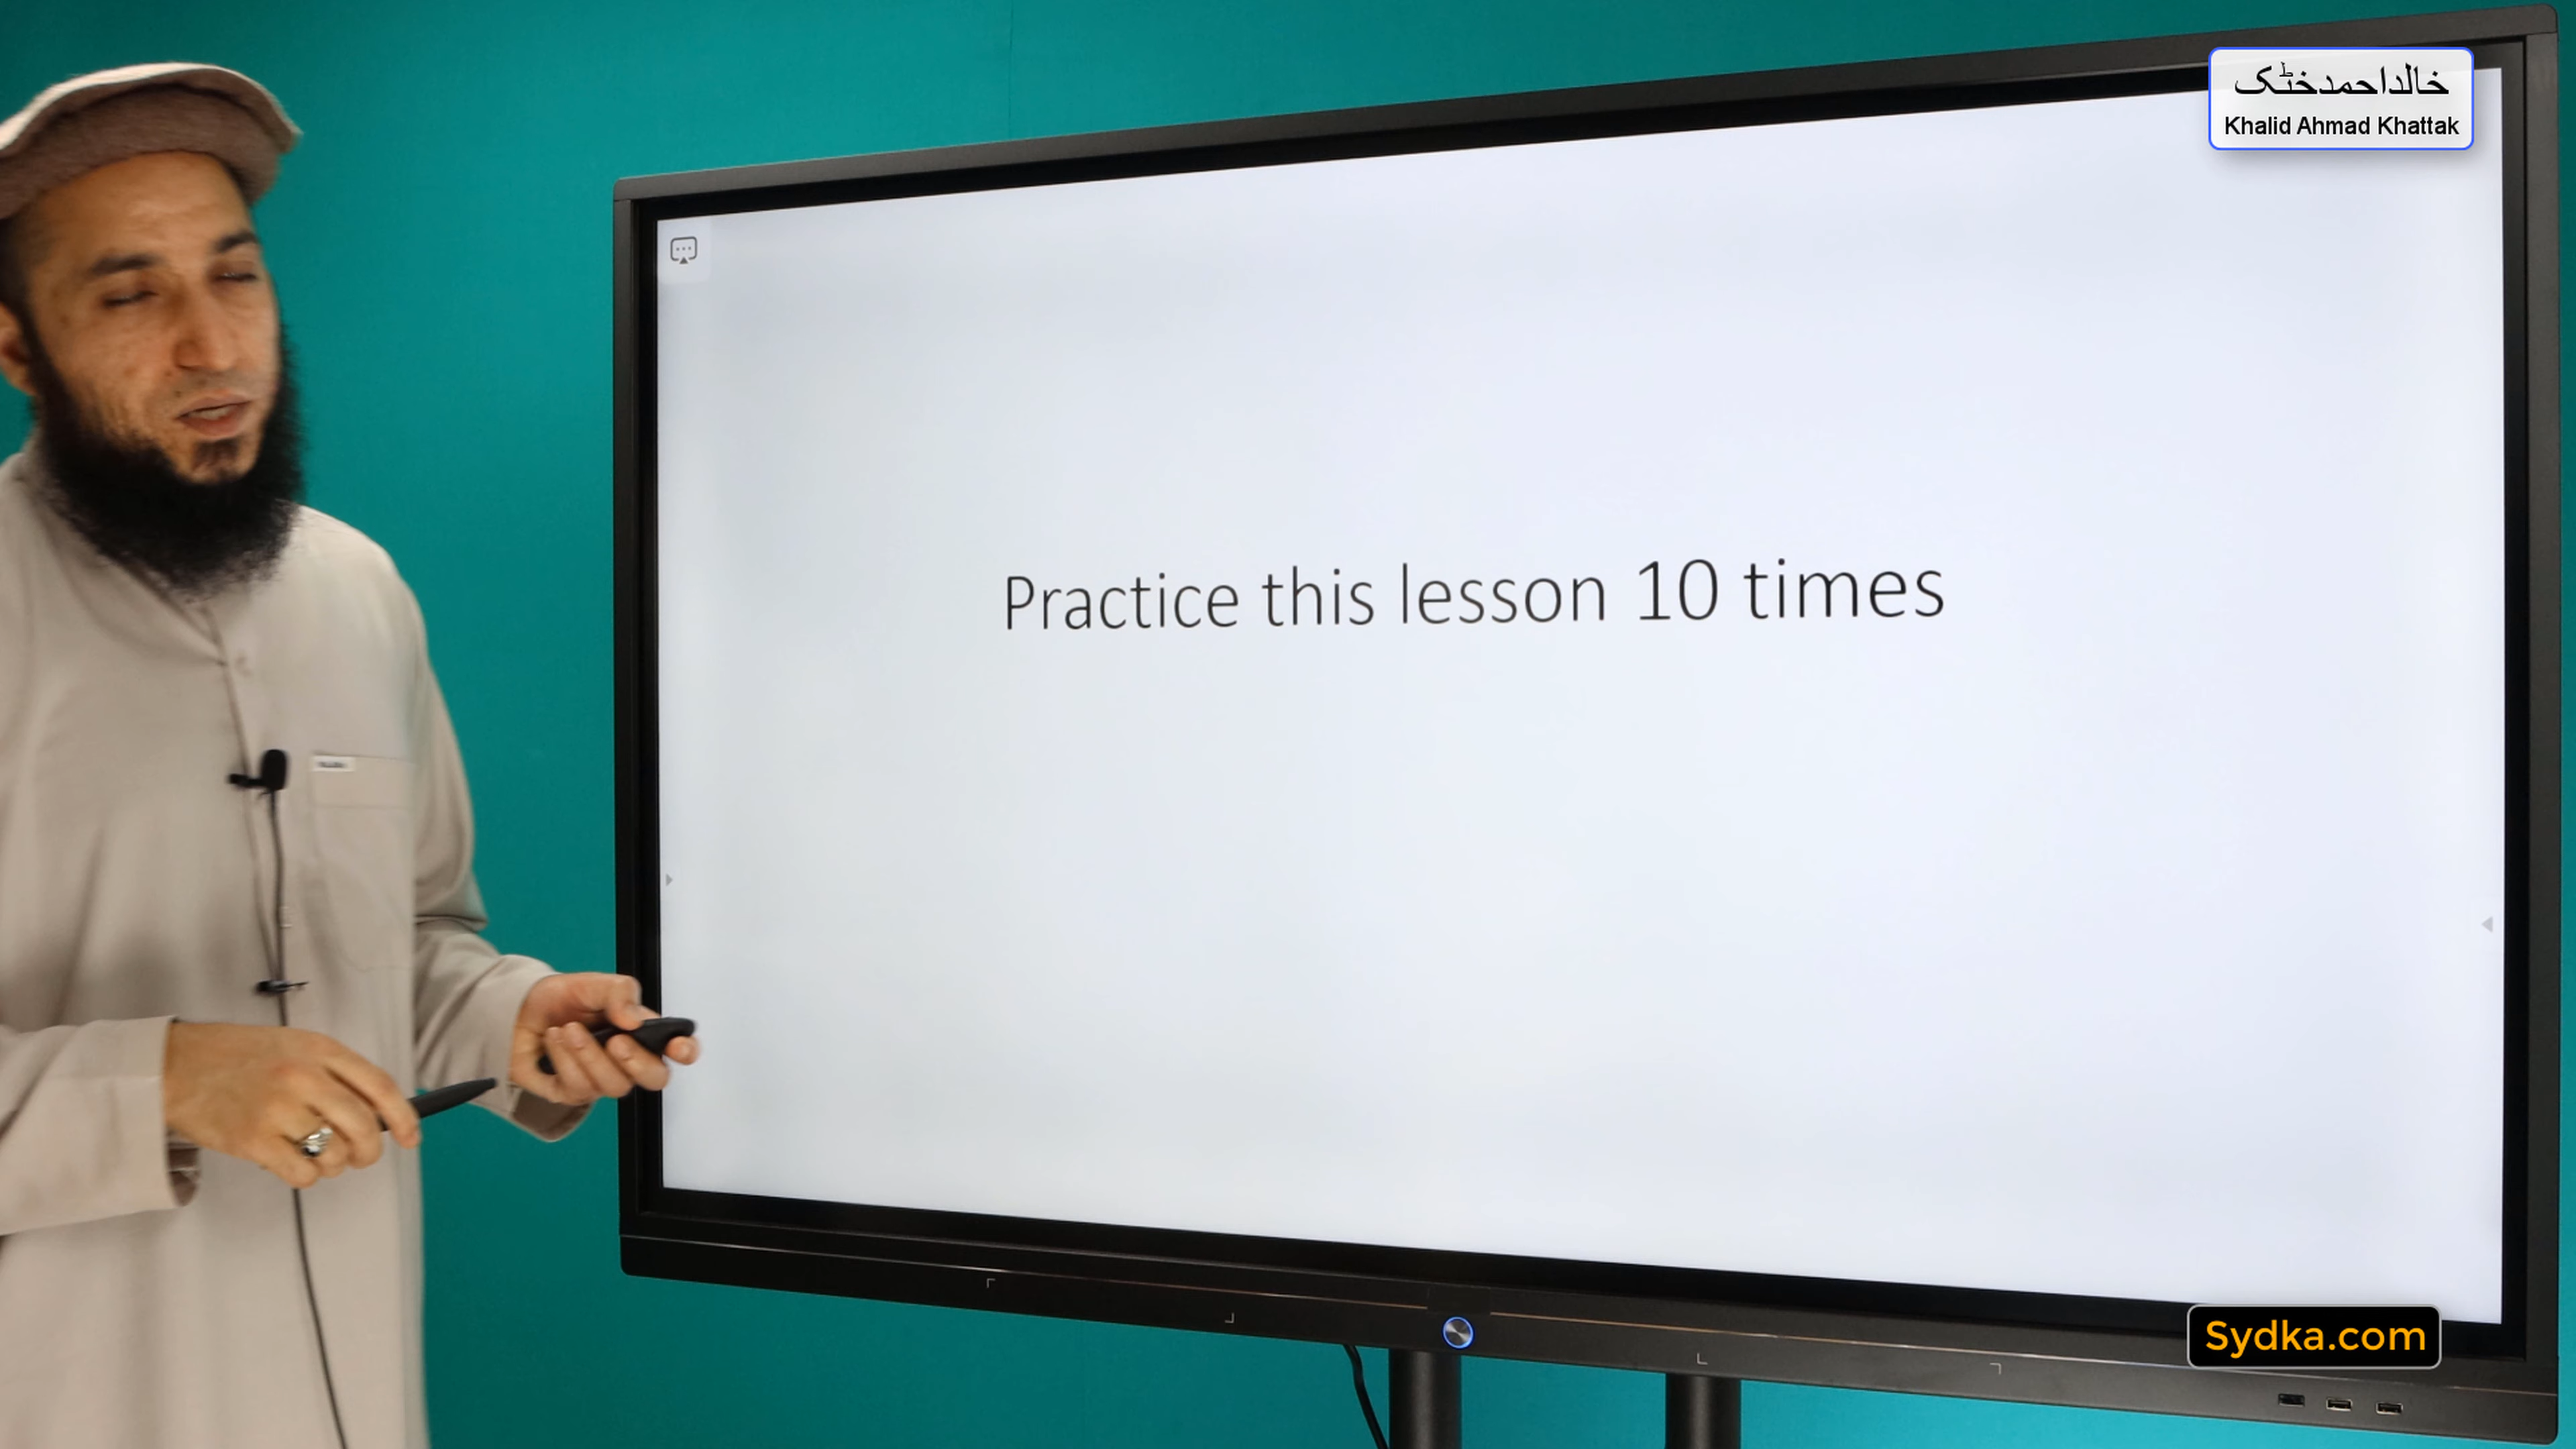 خالداحمدخٹک
Khalid Ahmad Khattak
Practice this lesson 10 times
Sydka.com